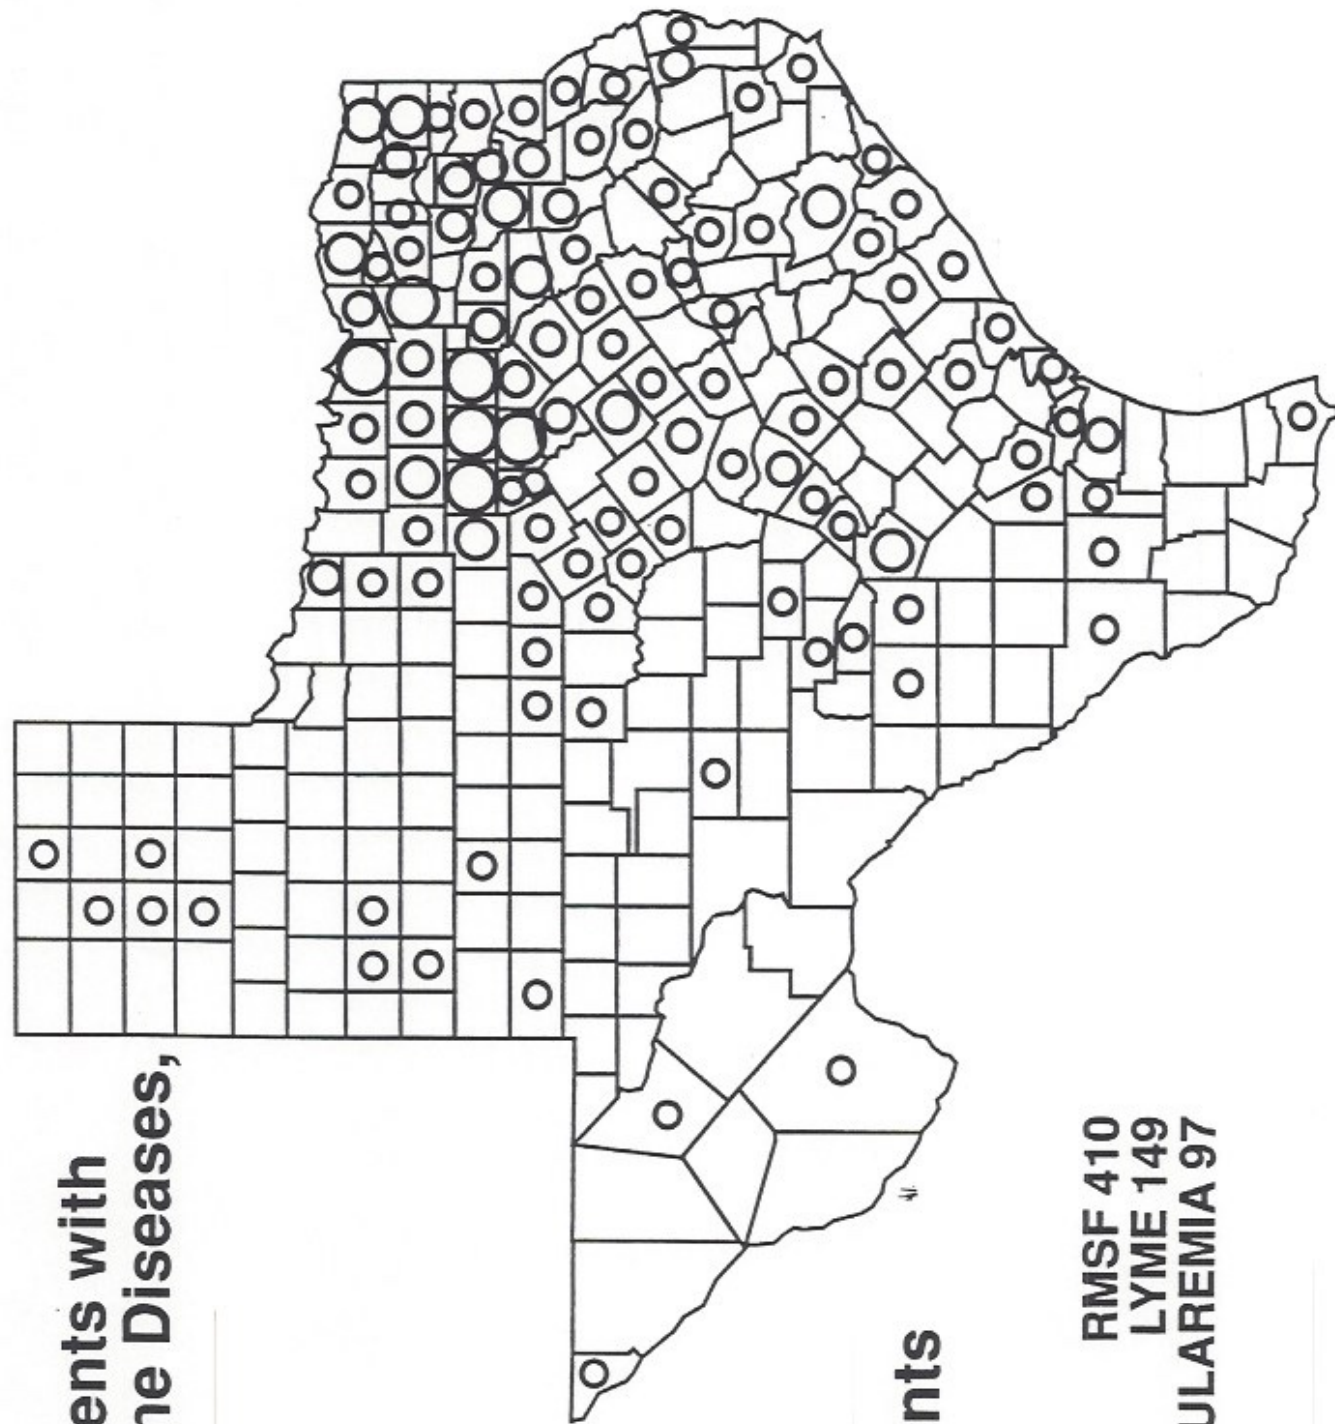 ents with
ne Diseases,
nts
RMSF 410
LYME 149
ULAREMIA 97